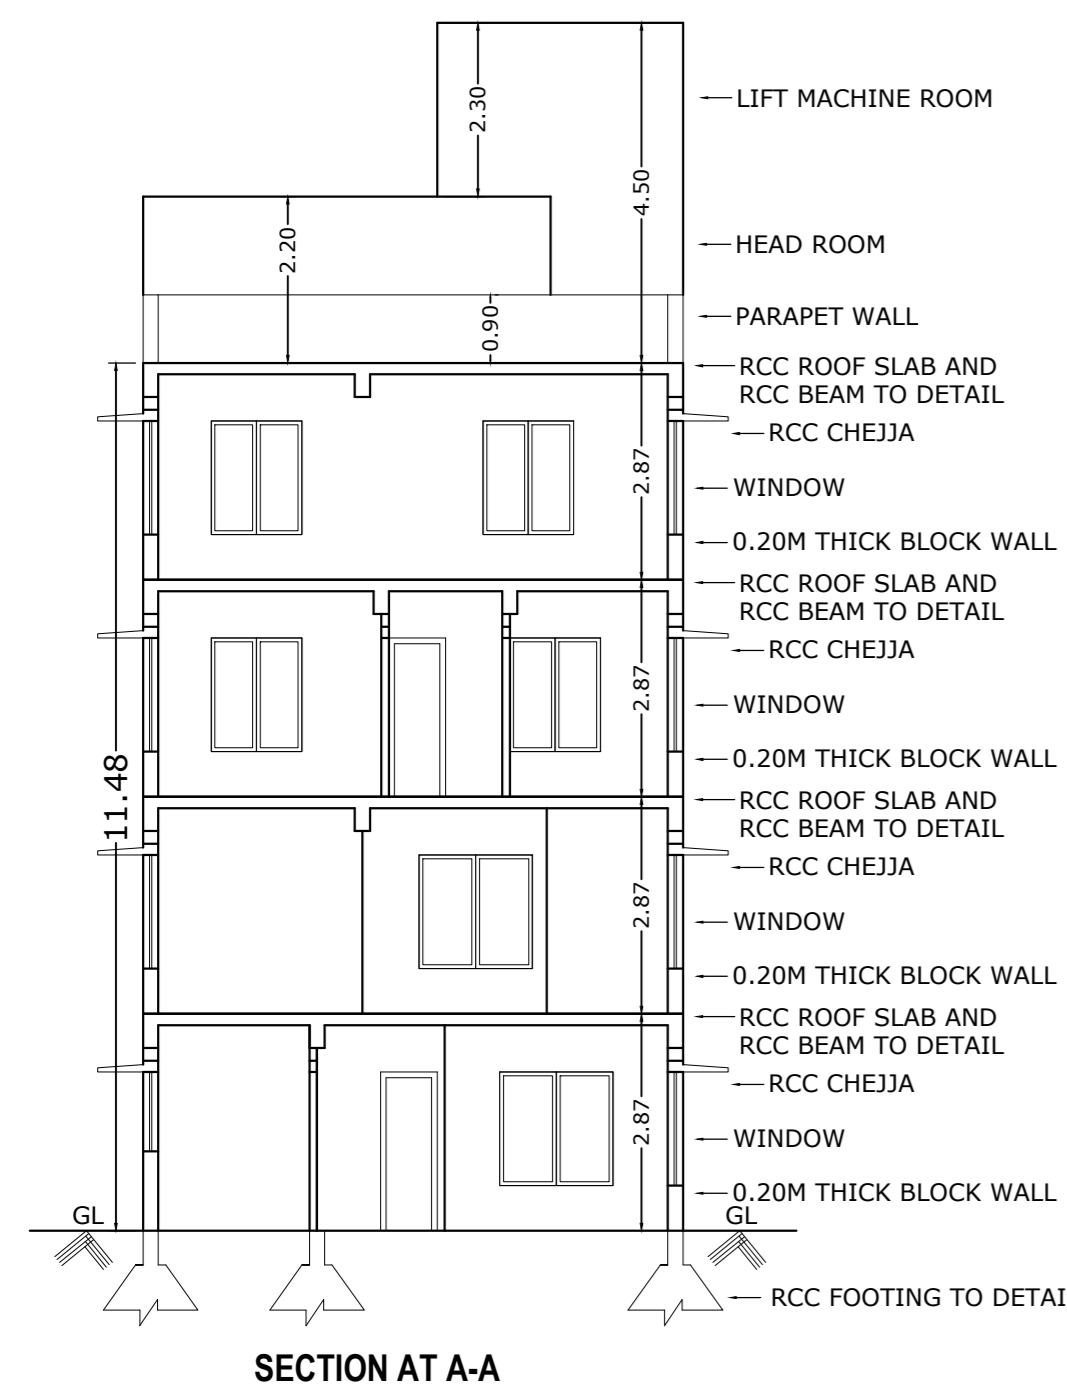 LIFT MACHINE ROOM
2.30
4.50
2.20
HEAD ROOM
0.90
PARAPET WALL
RCC ROOF SLAB AND
RCC BEAM TO DETAIL
RCC CHEJJA
2.87
WINDOW
0.20M THICK BLOCK WALL
RCC ROOF SLAB AND
RCC BEAM TO DETAIL
RCC CHEJJA
2.87
WINDOW
0.20M THICK BLOCK WALL
11.48
RCC ROOF SLAB AND
RCC BEAM TO DETAIL
RCC CHEJJA
2.87
WINDOW
0.20M THICK BLOCK WALL
RCC ROOF SLAB AND
RCC BEAM TO DETAIL
RCC CHEJJA
2.87
WINDOW
0.20M THICK BLOCK WALL
GL
GL
RCC FOOTING TO DETAI
SECTION AT A-A